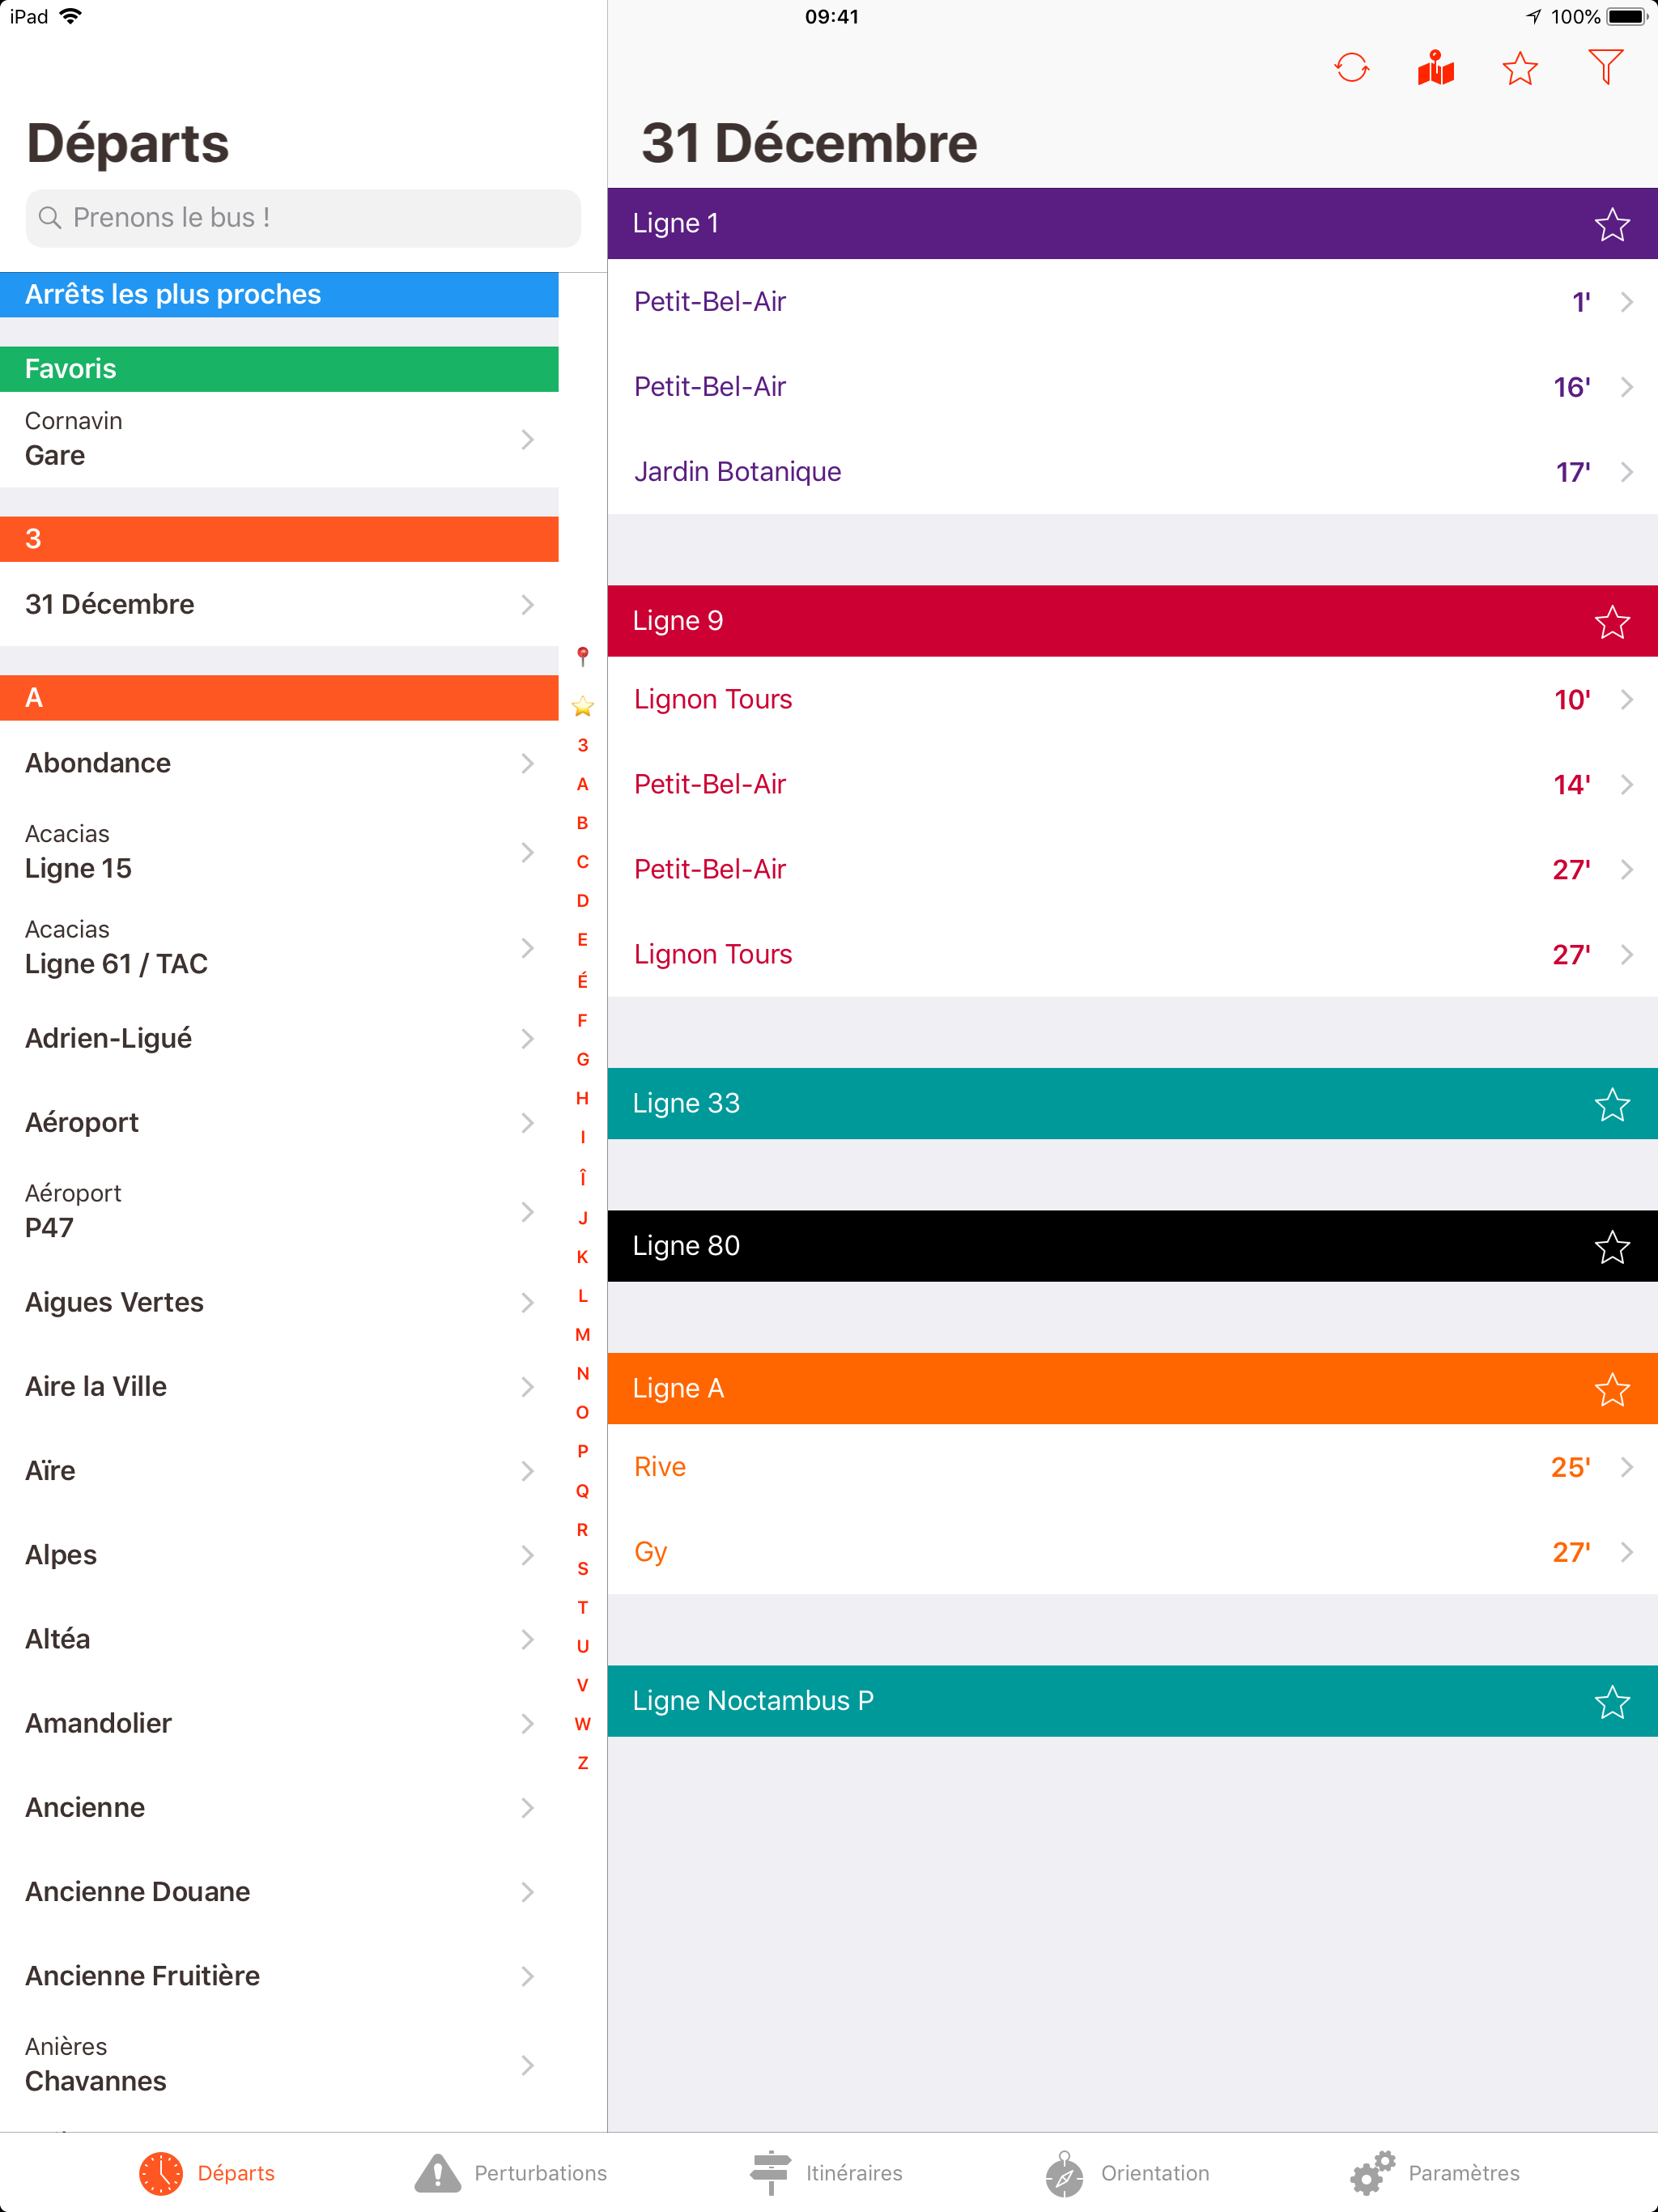 iPad
09:41
100%
Départs
Prenons le bus !
Arrêts les plus proches
Favoris
Cornavin
Gare
3
31 Décembre
A
Abondance
Acacias
Ligne 15
Acacias
Ligne 61 / TAC
Adrien-Ligué
Aéroport
Aéroport
P47
Aigues Vertes
Aire la Ville
Aïre
Alpes
Altéa
Amandolier
Ancienne
Ancienne Douane
Ancienne Fruitière
Anières
Chavannes
3
A
B
C
D
E
É
F
G
H
I
Î
J
K
L
M
N
O
P
Q
R
S
T
U
V
W
Z
31 Décembre
Ligne 1
Petit-Bel-Air 1'
Petit-Bel-Air 16'
Jardin Botanique 17'
Ligne 9
Lignon Tours 10'
Petit-Bel-Air 14'
Petit-Bel-Air 27'
Lignon Tours 27'
Ligne 33
Ligne 80
Ligne A
Rive 25'
Gy 27'
Ligne Noctambus P
Départs
Perturbations
Itinéraires
Orientation
Paramètres